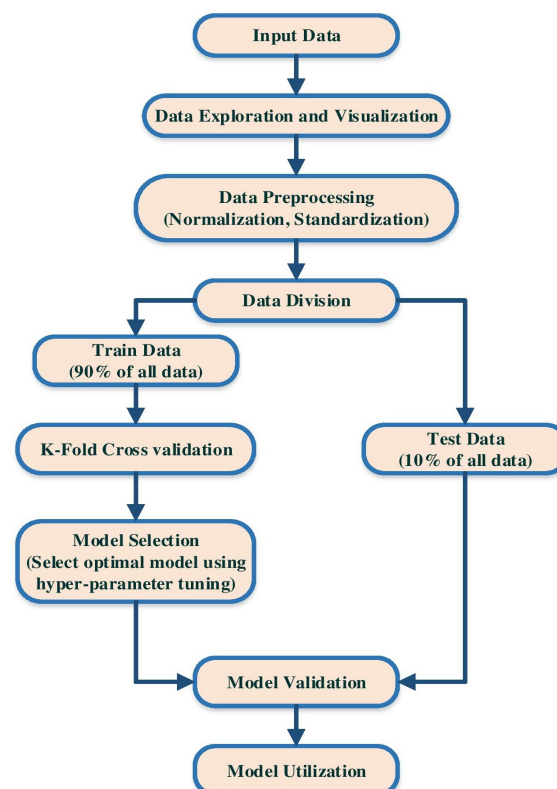 Input Data
Data Exploration and Visualization
Data Preprocessing
(Normalization, Standardization)
Data Division
Train Data
(90% of all data)
K-Fold Cross validation
Test Data
(10% of all data)
Model Selection
(Select optimal model using
hyper-parameter tuning)
Model Validation
Model Utilization